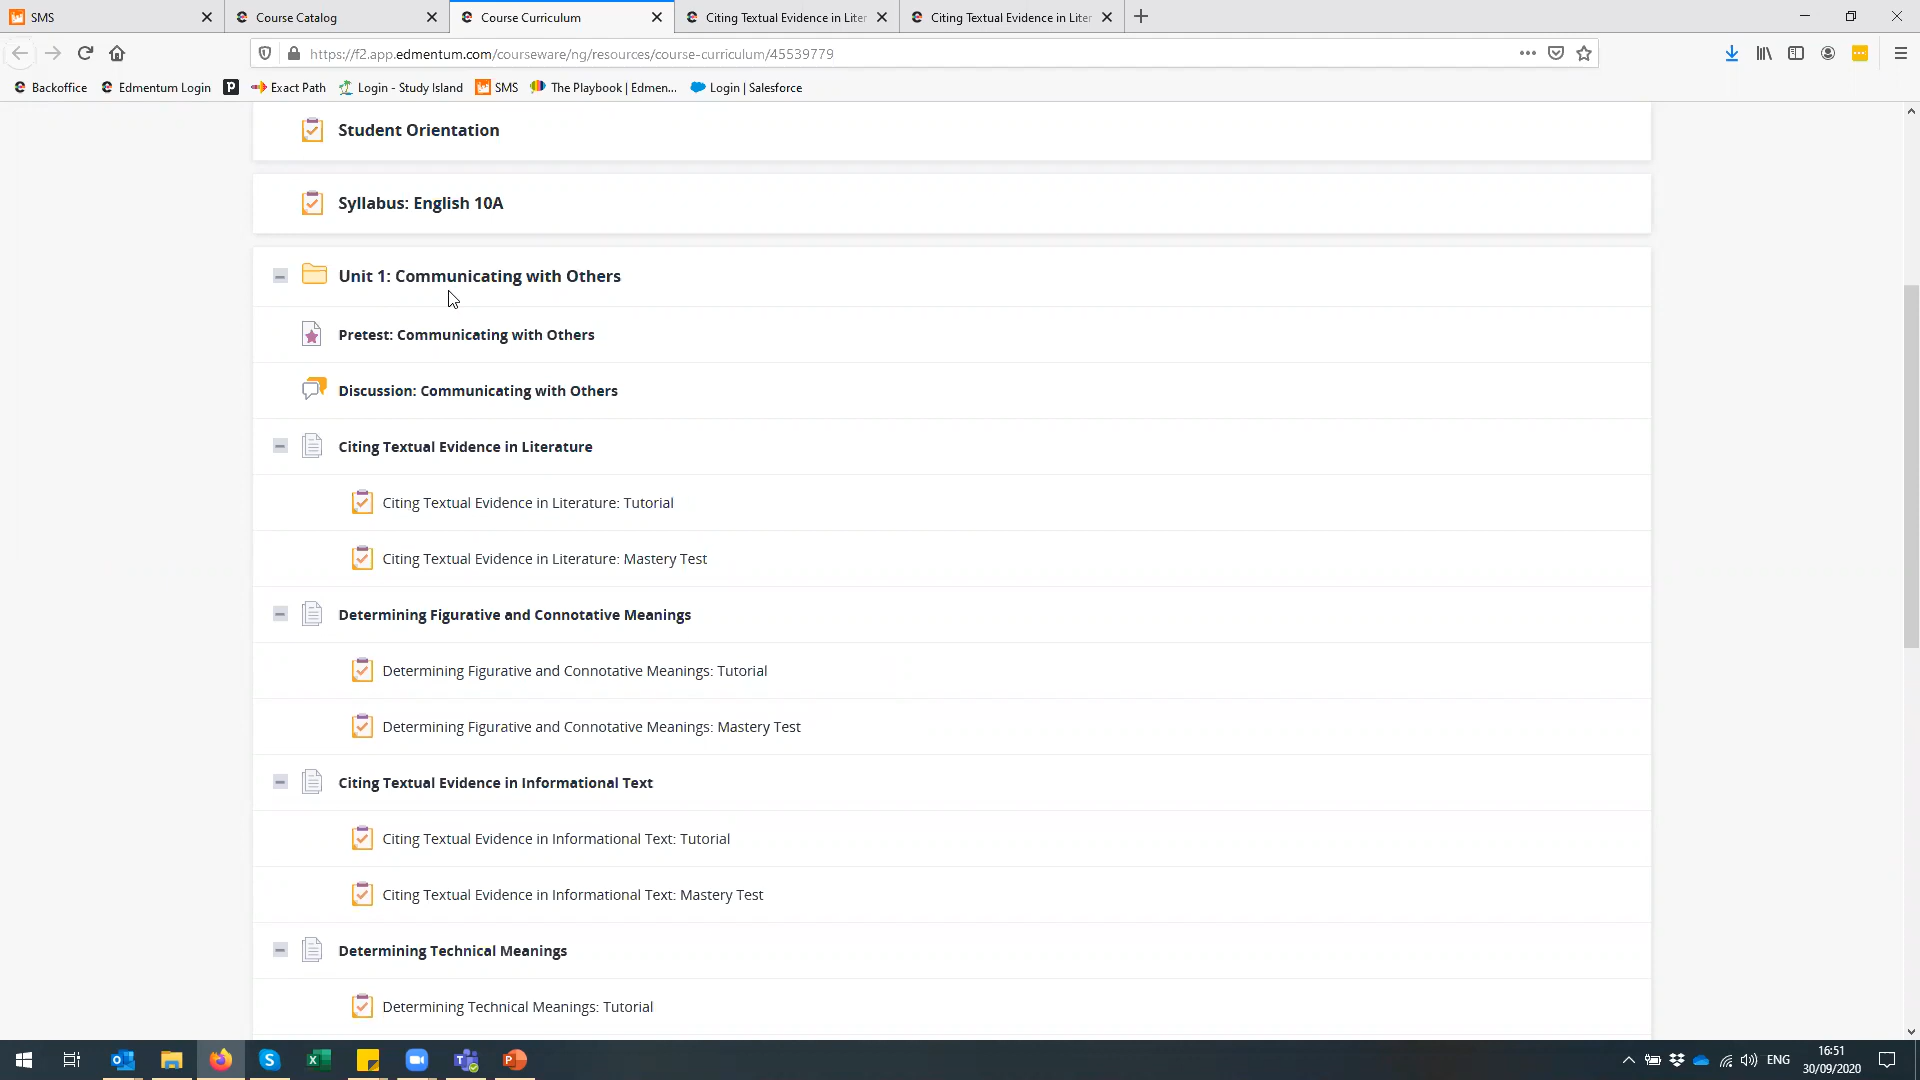 SMS
Course Catalog
Course Curriculum
Citing Textual Evidence in Liter
Citing Textual Evidence in Liter
https://f2.app.edmentum.com/courseware/ng/resources/course-curriculum/45539779
Backoffice
Edmentum Login
Exact Path
Login - Study Island
SMS
The Playbook | Edmen...
Login | Salesforce
Student Orientation
Syllabus: English 10A
Unit 1: Communicating with Others
Pretest: Communicating with Others
Discussion: Communicating with Others
Citing Textual Evidence in Literature
Citing Textual Evidence in Literature: Tutorial
Citing Textual Evidence in Literature: Mastery Test
Determining Figurative and Connotative Meanings
Determining Figurative and Connotative Meanings: Tutorial
Determining Figurative and Connotative Meanings: Mastery Test
Citing Textual Evidence in Informational Text
Citing Textual Evidence in Informational Text: Tutorial
Citing Textual Evidence in Informational Text: Mastery Test
Determining Technical Meanings
Determining Technical Meanings: Tutorial
ENG
16:51
30/09/2020